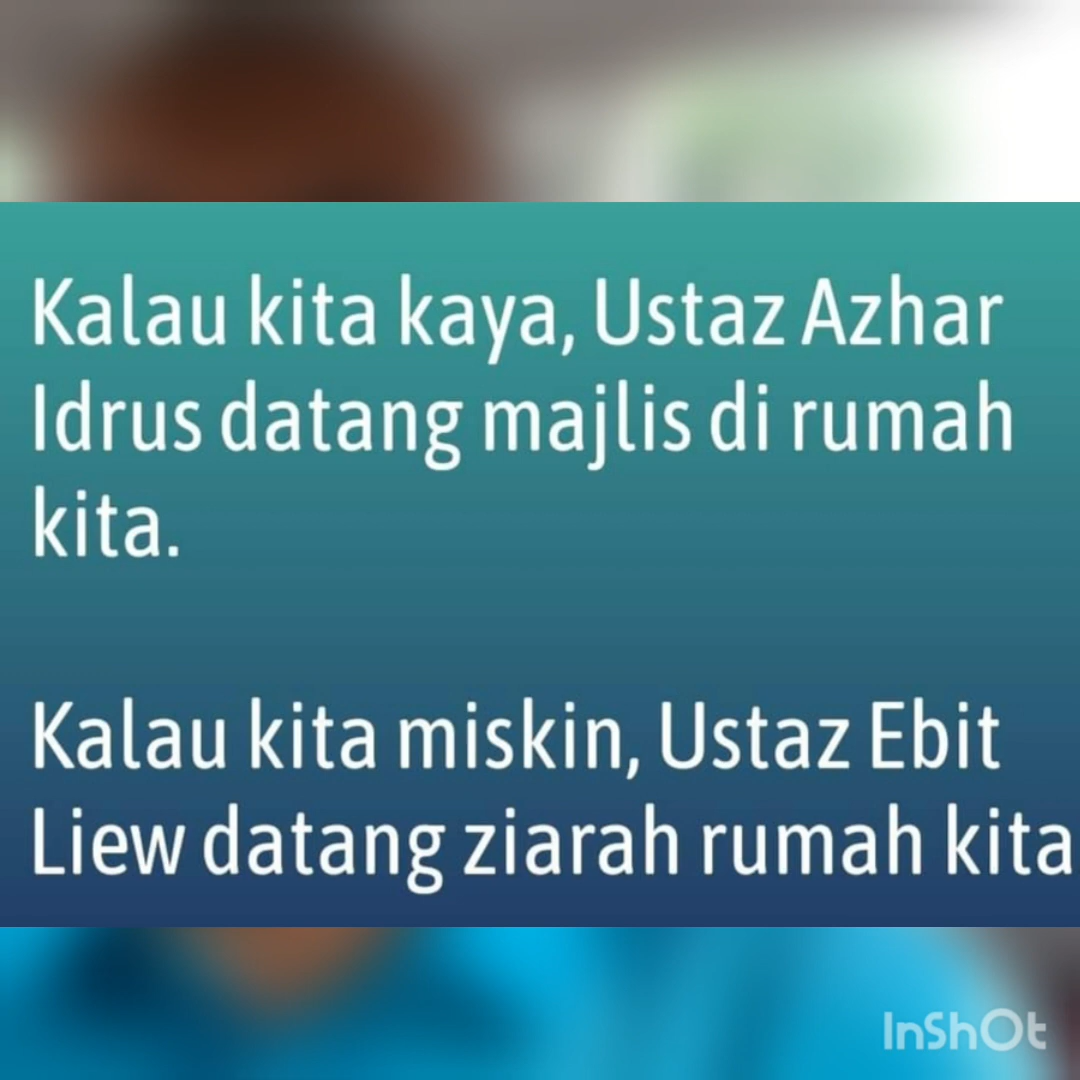 Kalau kita kaya, Ustaz Azhar
Idrus datang majlis di rumah
kita.
Kalau kita miskin, Ustaz Ebit
Liew datang ziarah rumah kita
InShOt